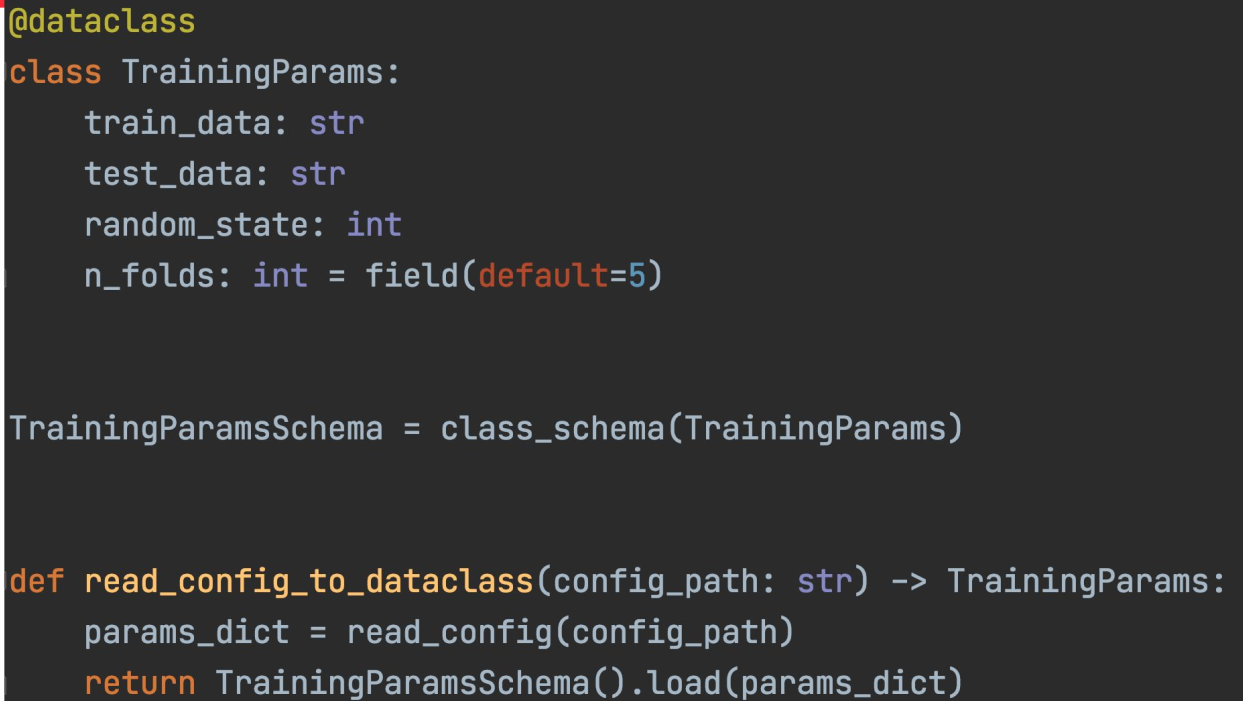 @dataclass
class TrainingParams:
    train_data: str
    test_data: str
    random_state: int
    n_folds: int = field(default=5)
TrainingParamsSchema = class_schema(TrainingParams)
def read_config_to_dataclass(config_path: str) -> TrainingParams:
    params_dict = read_config(config_path)
    return TrainingParamsSchema().load(params_dict)